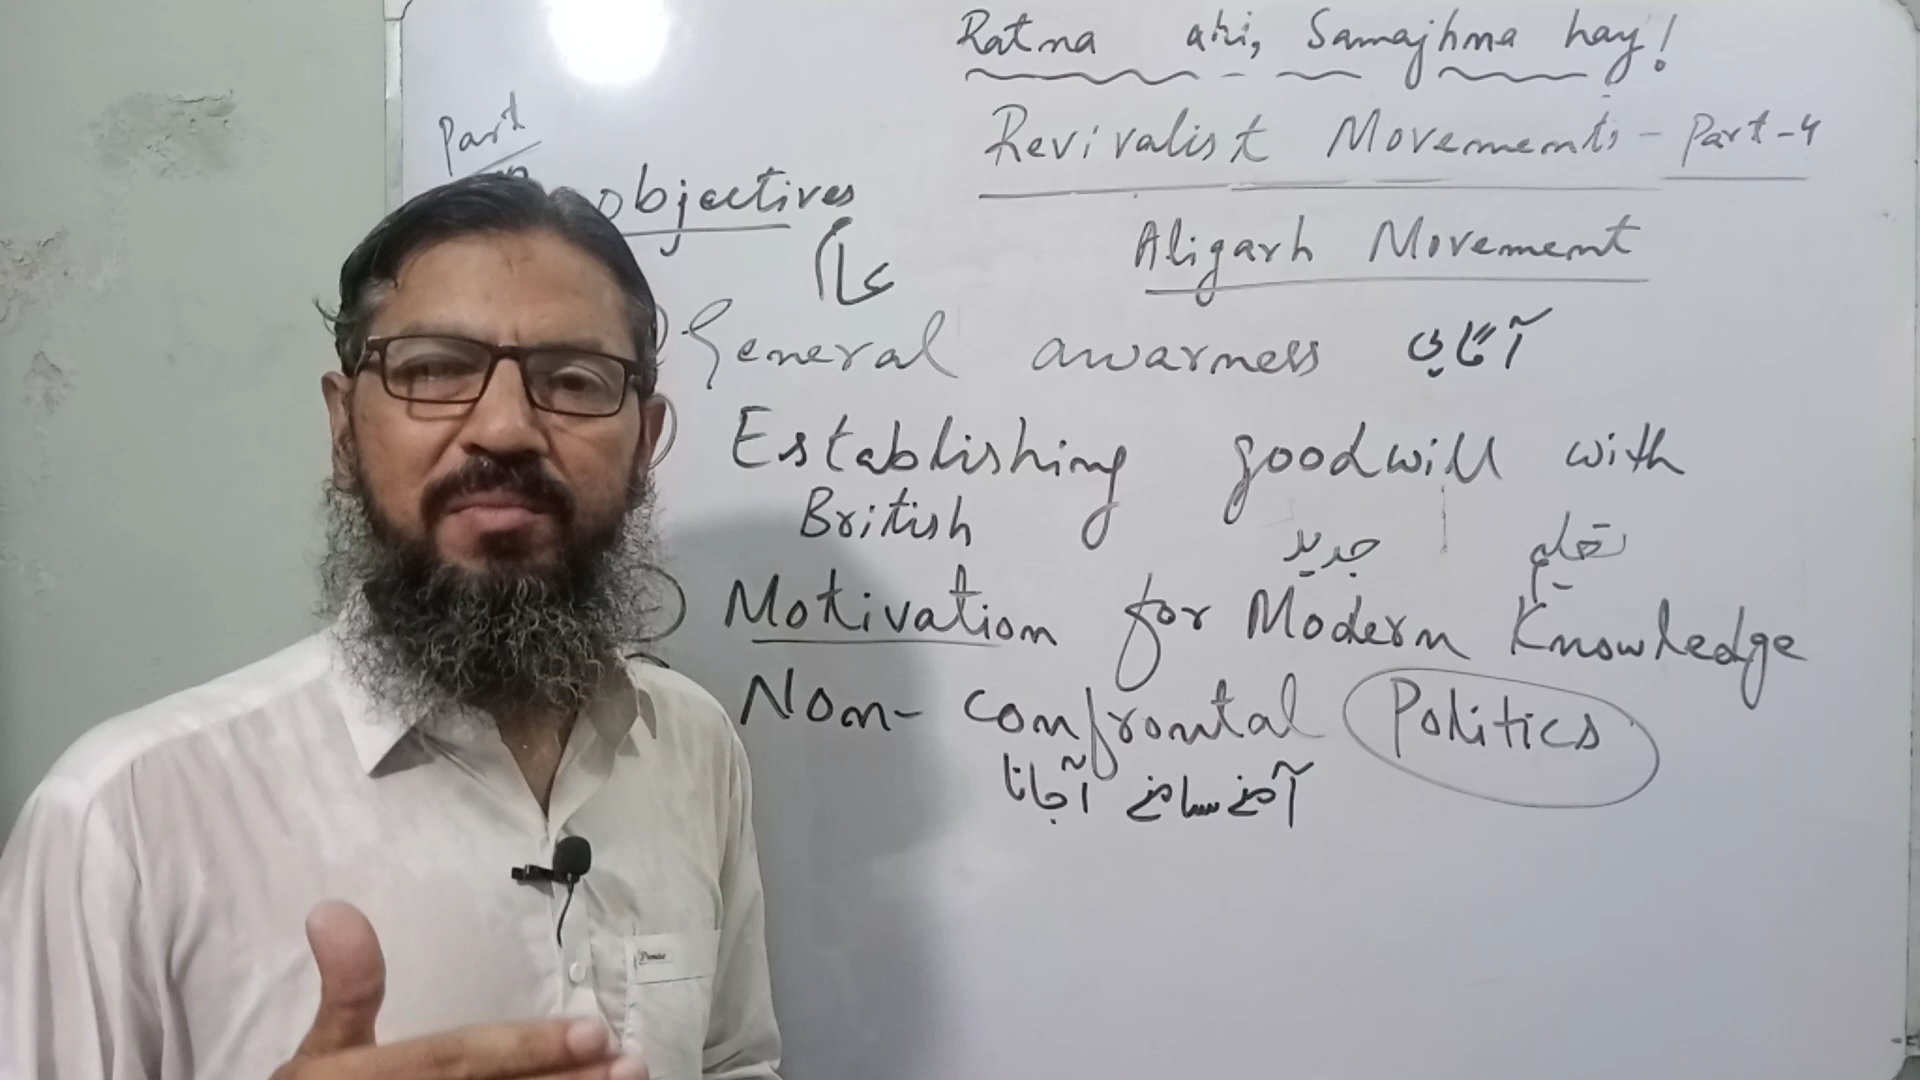 Ratna ahi, Samajhna hay!
Revivalist Movements - Part-4
Part
objectives
Aligarh Movement
عام
General awarness آگاہی
Establishing goodwill with
British
جدید تعلیم
Motivation for Modern Knowledge
Non-confrontal Politics
آمنے سامنے آجانا